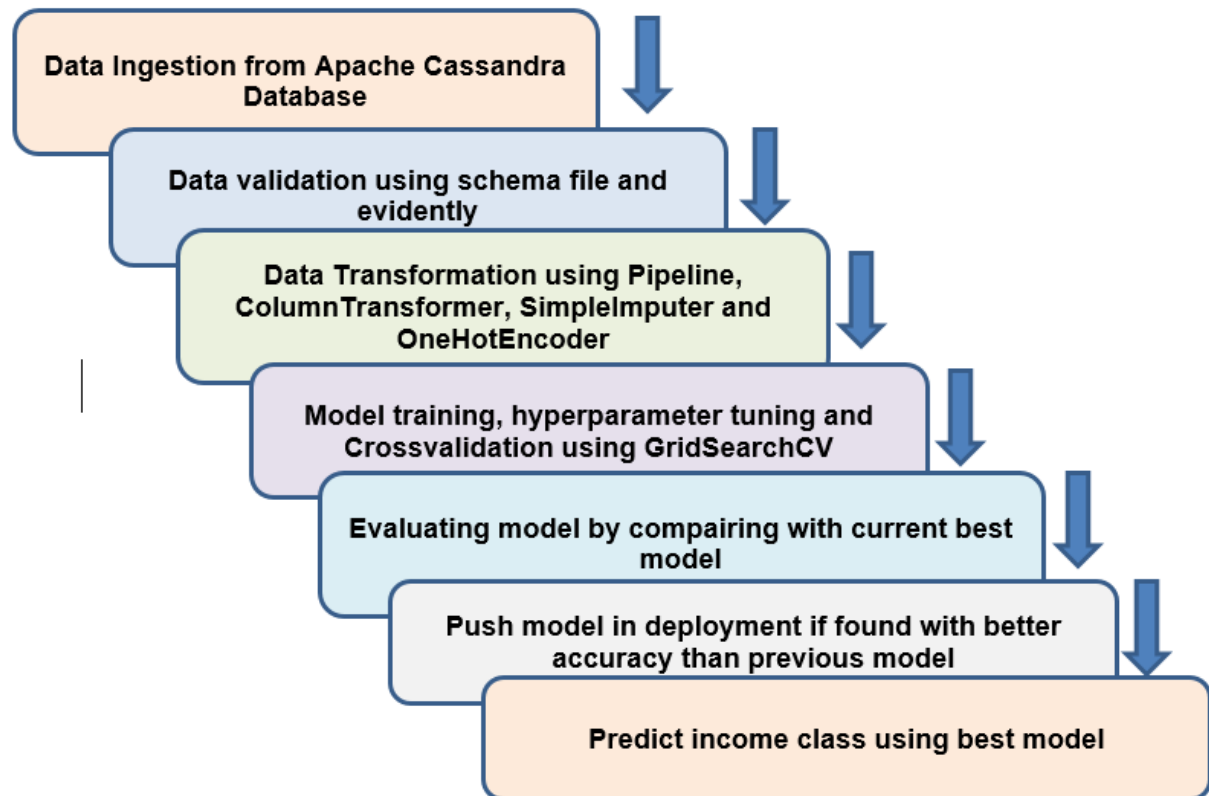 Data Ingestion from Apache Cassandra
Database
Data validation using schema file and
evidently
Data Transformation using Pipeline,
ColumnTransformer, SimpleImputer and
OneHotEncoder
Model training, hyperparameter tuning and
Crossvalidation using GridSearchCV
Evaluating model by compairing with current best
model
Push model in deployment if found with better
accuracy than previous model
Predict income class using best model